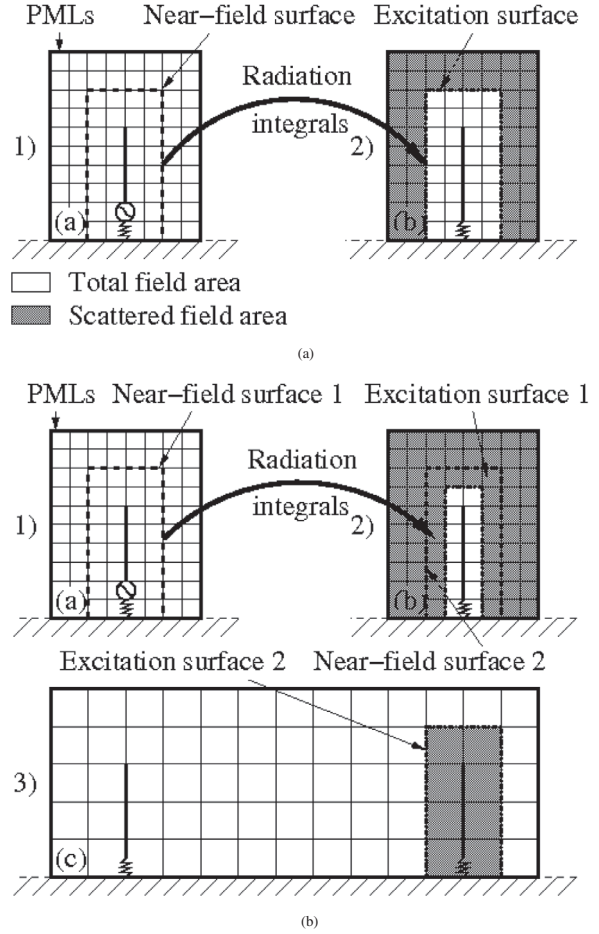 PMLs Near-field surface Excitation surface
Radiation
integrals
1) 2)
(a) (b)
Total field area
Scattered field area
(a)
PMLs Near-field surface 1 Excitation surface 1
Radiation
integrals
1) 2)
(a) (b)
Excitation surface 2 Near-field surface 2
3)
(c)
(b)